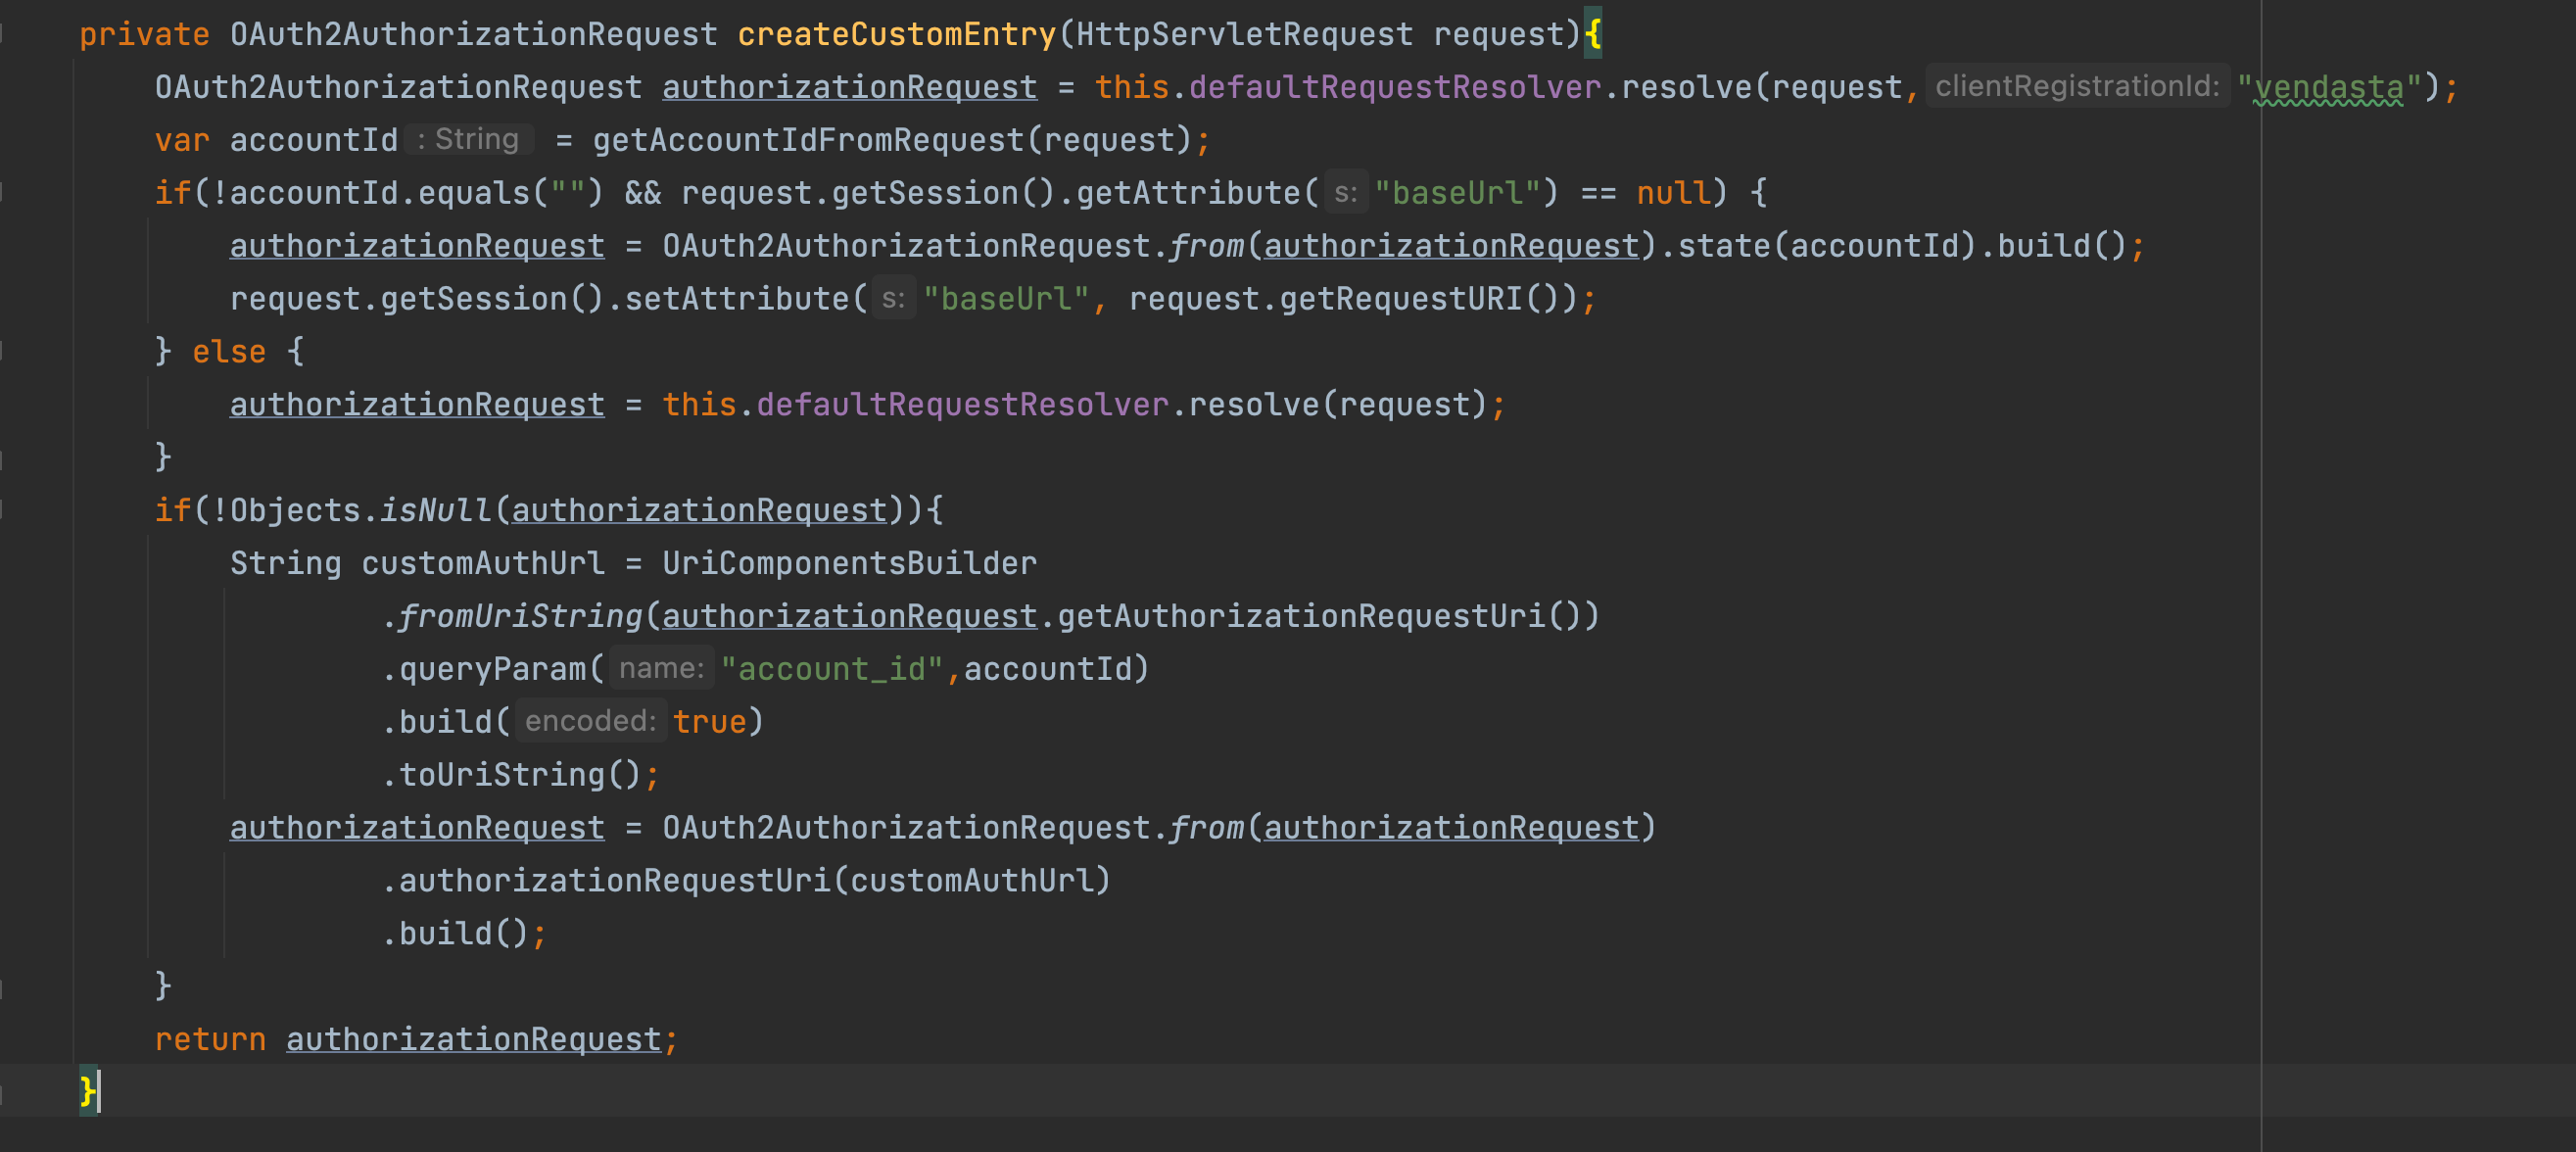 private OAuth2AuthorizationRequest createCustomEntry(HttpServletRequest request){
OAuth2AuthorizationRequest authorizationRequest = this.defaultRequestResolver.resolve(request, clientRegistrationId: "vendasta");
var accountId : String = getAccountIdFromRequest(request);
if(!accountId.equals("") && request.getSession().getAttribute( s: "baseUrl") == null) {
authorizationRequest = OAuth2AuthorizationRequest.from(authorizationRequest).state(accountId).build();
request.getSession().setAttribute( s: "baseUrl", request.getRequestURI());
} else {
authorizationRequest = this.defaultRequestResolver.resolve(request);
}
if(!Objects.isNull(authorizationRequest)){
String customAuthUrl = UriComponentsBuilder
.fromUriString(authorizationRequest.getAuthorizationRequestUri())
.queryParam( name: "account_id",accountId)
.build( encoded: true)
.toUriString();
authorizationRequest = OAuth2AuthorizationRequest.from(authorizationRequest)
.authorizationRequestUri(customAuthUrl)
.build();
}
return authorizationRequest;
}